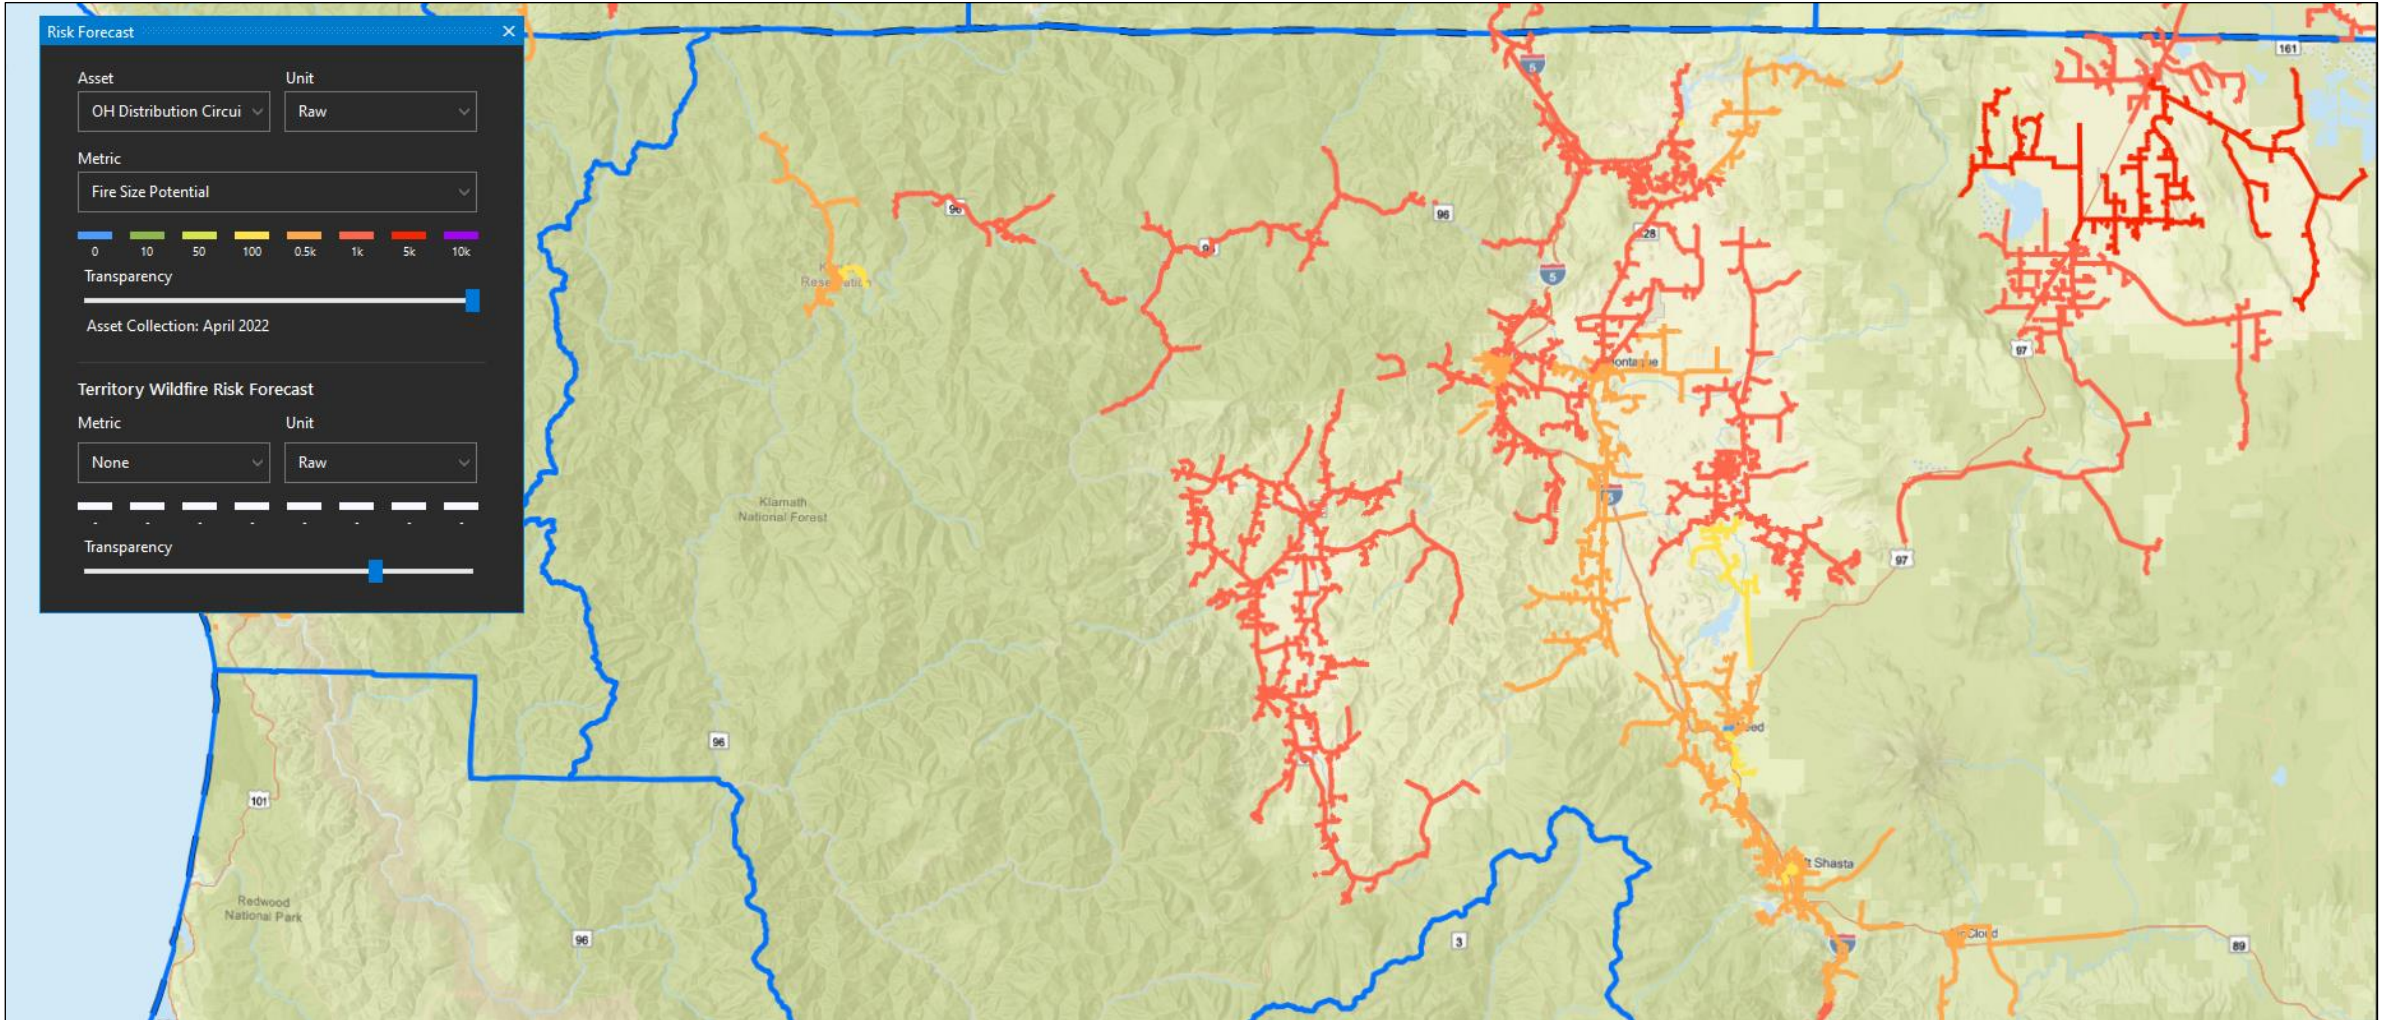 Risk Forecast
Asset Unit
OH Distribution Circui Raw
Metric
Fire Size Potential
0 10 50 100 0.5k 1k 5k 10k
Transparency
Asset Collection: April 2022
Territory Wildfire Risk Forecast
Metric Unit
None Raw
- - - - - - - -
Transparency
161
5
96
96
28
5
97
Klamath
National Forest
5
97
96
101
t Shasta
Redwood
National Park
Cloud
96
3
89